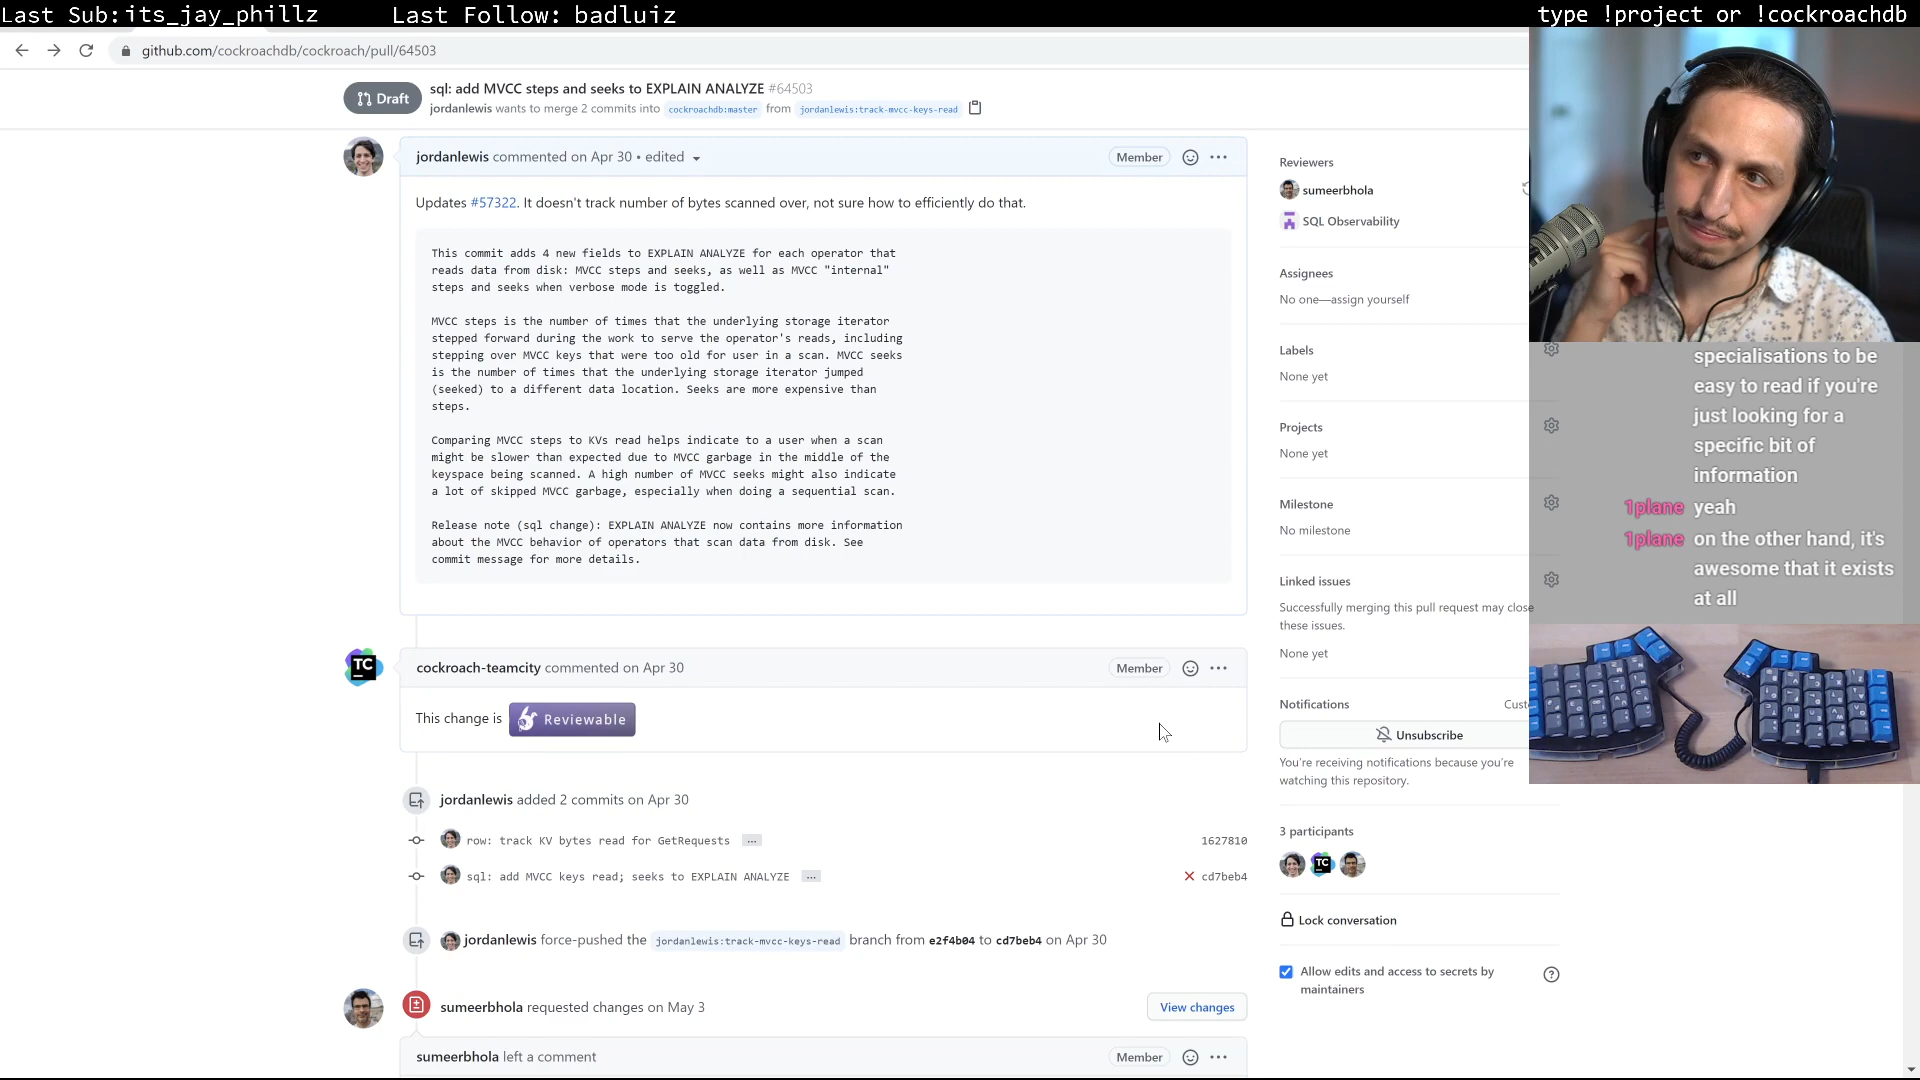 Last Sub:its_jay_phillz
Last Follow: badluiz
type !project or !cockroachdb
github.com/cockroachdb/cockroach/pull/64503
Draft
sql: add MVCC steps and seeks to EXPLAIN ANALYZE #64503
jordanlewis wants to merge 2 commits into cockroachdb:master from jordanlewis:track-mvcc-keys-read
jordanlewis commented on Apr 30 • edited
Member
Updates #57322. It doesn't track number of bytes scanned over, not sure how to efficiently do that.
This commit adds 4 new fields to EXPLAIN ANALYZE for each operator that
reads data from disk: MVCC steps and seeks, as well as MVCC "internal"
steps and seeks when verbose mode is toggled.
MVCC steps is the number of times that the underlying storage iterator
stepped forward during the work to serve the operator's reads, including
stepping over MVCC keys that were too old for user in a scan. MVCC seeks
is the number of times that the underlying storage iterator jumped
(seeked) to a different data location. Seeks are more expensive than
steps.
Comparing MVCC steps to KVs read helps indicate to a user when a scan
might be slower than expected due to MVCC garbage in the middle of the
keyspace being scanned. A high number of MVCC seeks might also indicate
a lot of skipped MVCC garbage, especially when doing a sequential scan.
Release note (sql change): EXPLAIN ANALYZE now contains more information
about the MVCC behavior of operators that scan data from disk. See
commit message for more details.
TC
cockroach-teamcity commented on Apr 30
Member
This change is Reviewable
jordanlewis added 2 commits on Apr 30
row: track KV bytes read for GetRequests ...
1627810
sql: add MVCC keys read; seeks to EXPLAIN ANALYZE ...
cd7beb4
jordanlewis force-pushed the jordanlewis:track-mvcc-keys-read branch from e2f4b04 to cd7beb4 on Apr 30
sumeerbhola requested changes on May 3
View changes
sumeerbhola left a comment
Member
Reviewers
sumeerbhola
SQL Observability
Assignees
No one—assign yourself
Labels
None yet
Projects
None yet
Milestone
No milestone
Linked issues
Successfully merging this pull request may close
these issues.
None yet
Notifications
Unsubscribe
You're receiving notifications because you're
watching this repository.
3 participants
TC
Lock conversation
Allow edits and access to secrets by
maintainers
specialisations to be
easy to read if you're
just looking for a
specific bit of
information
1plane yeah
1plane on the other hand, it's
awesome that it exists
at all